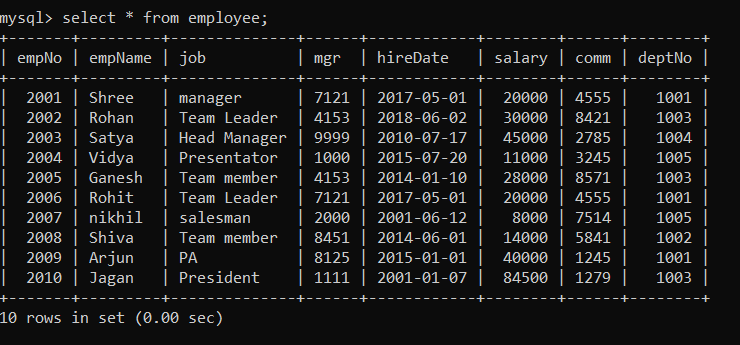 mysql> select * from employee;
+-------+---------+--------------+------+------------+--------+------+--------+
| empNo | empName | job          | mgr  | hireDate   | salary | comm | deptNo |
+-------+---------+--------------+------+------------+--------+------+--------+
|  2001 | Shree   | manager      | 7121 | 2017-05-01 |  20000 | 4555 |   1001 |
|  2002 | Rohan   | Team Leader  | 4153 | 2018-06-02 |  30000 | 8421 |   1003 |
|  2003 | Satya   | Head Manager | 9999 | 2010-07-17 |  45000 | 2785 |   1004 |
|  2004 | Vidya   | Presentator  | 1000 | 2015-07-20 |  11000 | 3245 |   1005 |
|  2005 | Ganesh  | Team member  | 4153 | 2014-01-10 |  28000 | 8571 |   1003 |
|  2006 | Rohit   | Team Leader  | 7121 | 2017-05-01 |  20000 | 4555 |   1001 |
|  2007 | nikhil  | salesman     | 2000 | 2001-06-12 |   8000 | 7514 |   1005 |
|  2008 | Shiva   | Team member  | 8451 | 2014-06-01 |  14000 | 5841 |   1002 |
|  2009 | Arjun   | PA           | 8125 | 2015-01-01 |  40000 | 1245 |   1001 |
|  2010 | Jagan   | President    | 1111 | 2001-01-07 |  84500 | 1279 |   1003 |
+-------+---------+--------------+------+------------+--------+------+--------+
10 rows in set (0.00 sec)